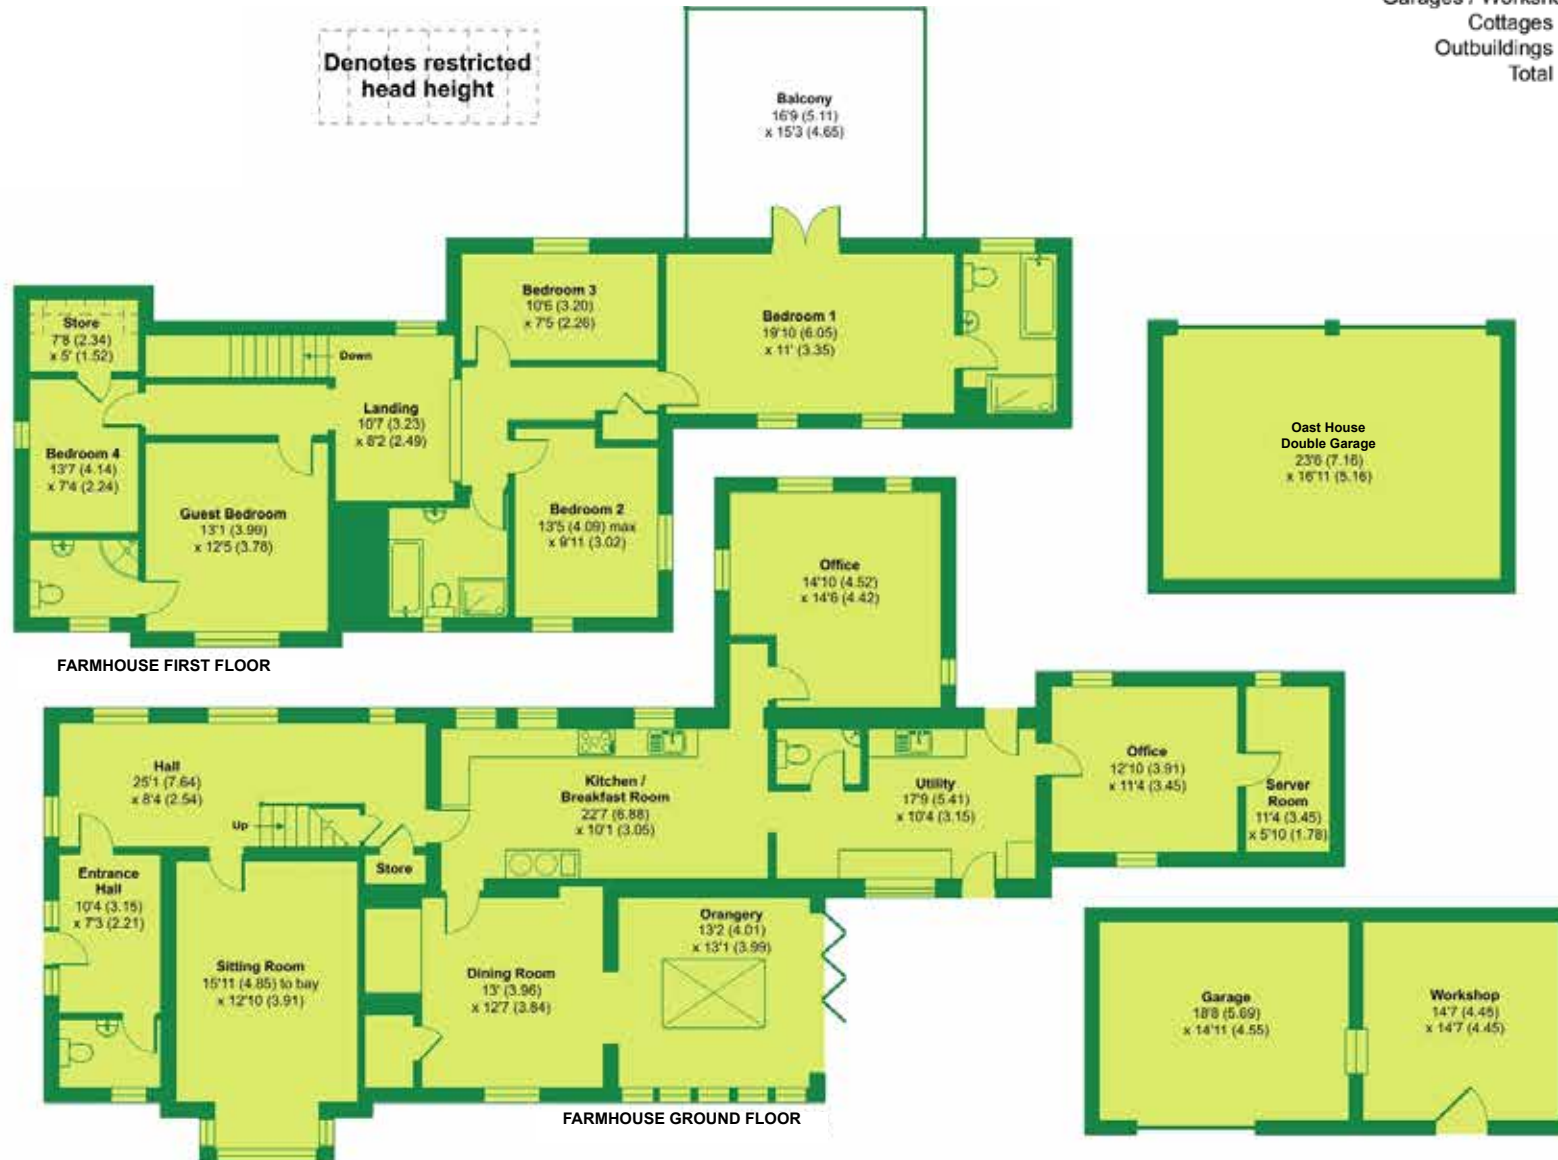 Garages / Worksho
Cottages
Outbuildings
Total
Denotes restricted
head height
Balcony
16'9 (5.11)
x 15'3 (4.65)
Bedroom 3
10'6 (3.20)
x 7'5 (2.26)
Bedroom 1
19'10 (6.05)
x 11' (3.35)
Store
7'8 (2.34)
x 5' (1.52)
Down
Landing
10'7 (3.23)
x 8'2 (2.49)
Bedroom 4
13'7 (4.14)
x 7'4 (2.24)
Guest Bedroom
13'1 (3.99)
x 12'5 (3.78)
Bedroom 2
13'5 (4.09) max
x 9'11 (3.02)
Oast House
Double Garage
23'6 (7.16)
x 16'11 (5.16)
FARMHOUSE FIRST FLOOR
Office
14'10 (4.52)
x 14'6 (4.42)
Hall
25'1 (7.64)
x 8'4 (2.54)
Up
Store
Kitchen /
Breakfast Room
22'7 (6.88)
x 10'1 (3.05)
Utility
17'9 (5.41)
x 10'4 (3.15)
Office
12'10 (3.91)
x 11'4 (3.45)
Server
Room
11'4 (3.45)
x 5'10 (1.78)
Entrance
Hall
10'4 (3.15)
x 7'3 (2.21)
Sitting Room
15'11 (4.85) to bay
x 12'10 (3.91)
Dining Room
13' (3.96)
x 12'7 (3.84)
Orangery
13'2 (4.01)
x 13'1 (3.99)
Garage
18'8 (5.69)
x 14'11 (4.55)
Workshop
14'7 (4.45)
x 14'7 (4.45)
FARMHOUSE GROUND FLOOR